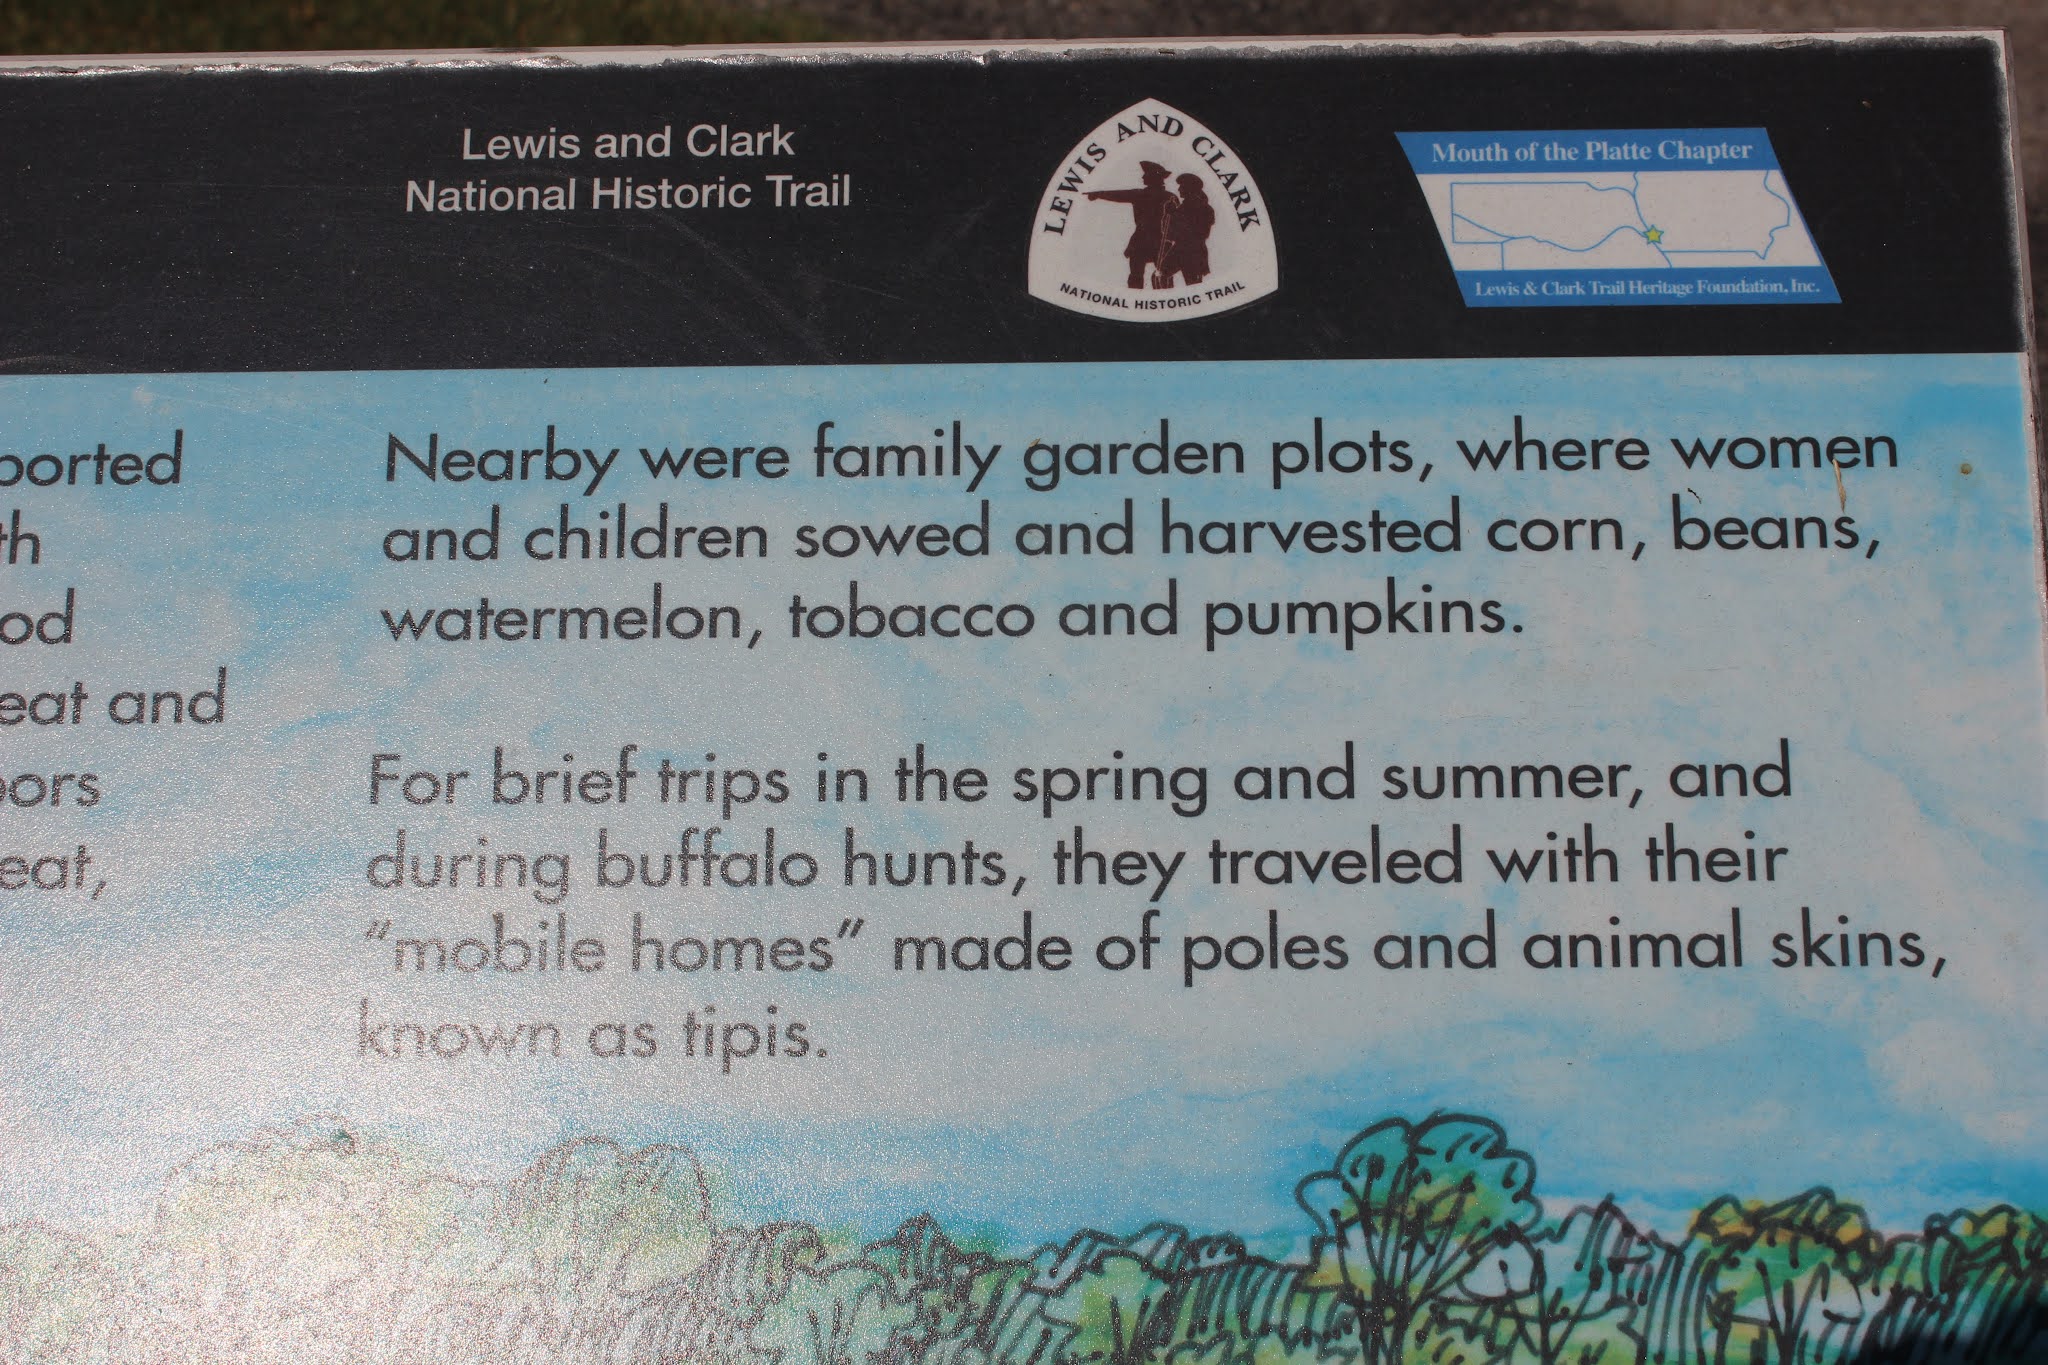 Lewis and Clark
National Historic Trail
LEWIS AND CLARK
NATIONAL HISTORIC TRAIL
Mouth of the Platte Chapter
Lewis & Clark Trail Heritage Foundation, Inc.
and
Nearby were family garden plots, where women
and children sowed and harvested corn, beans,
watermelon, tobacco and pumpkins.
For brief trips in the spring and summer, and
during buffalo hunts, they traveled with their
“mobile homes” made of poles and animal skins,
known as tipis.